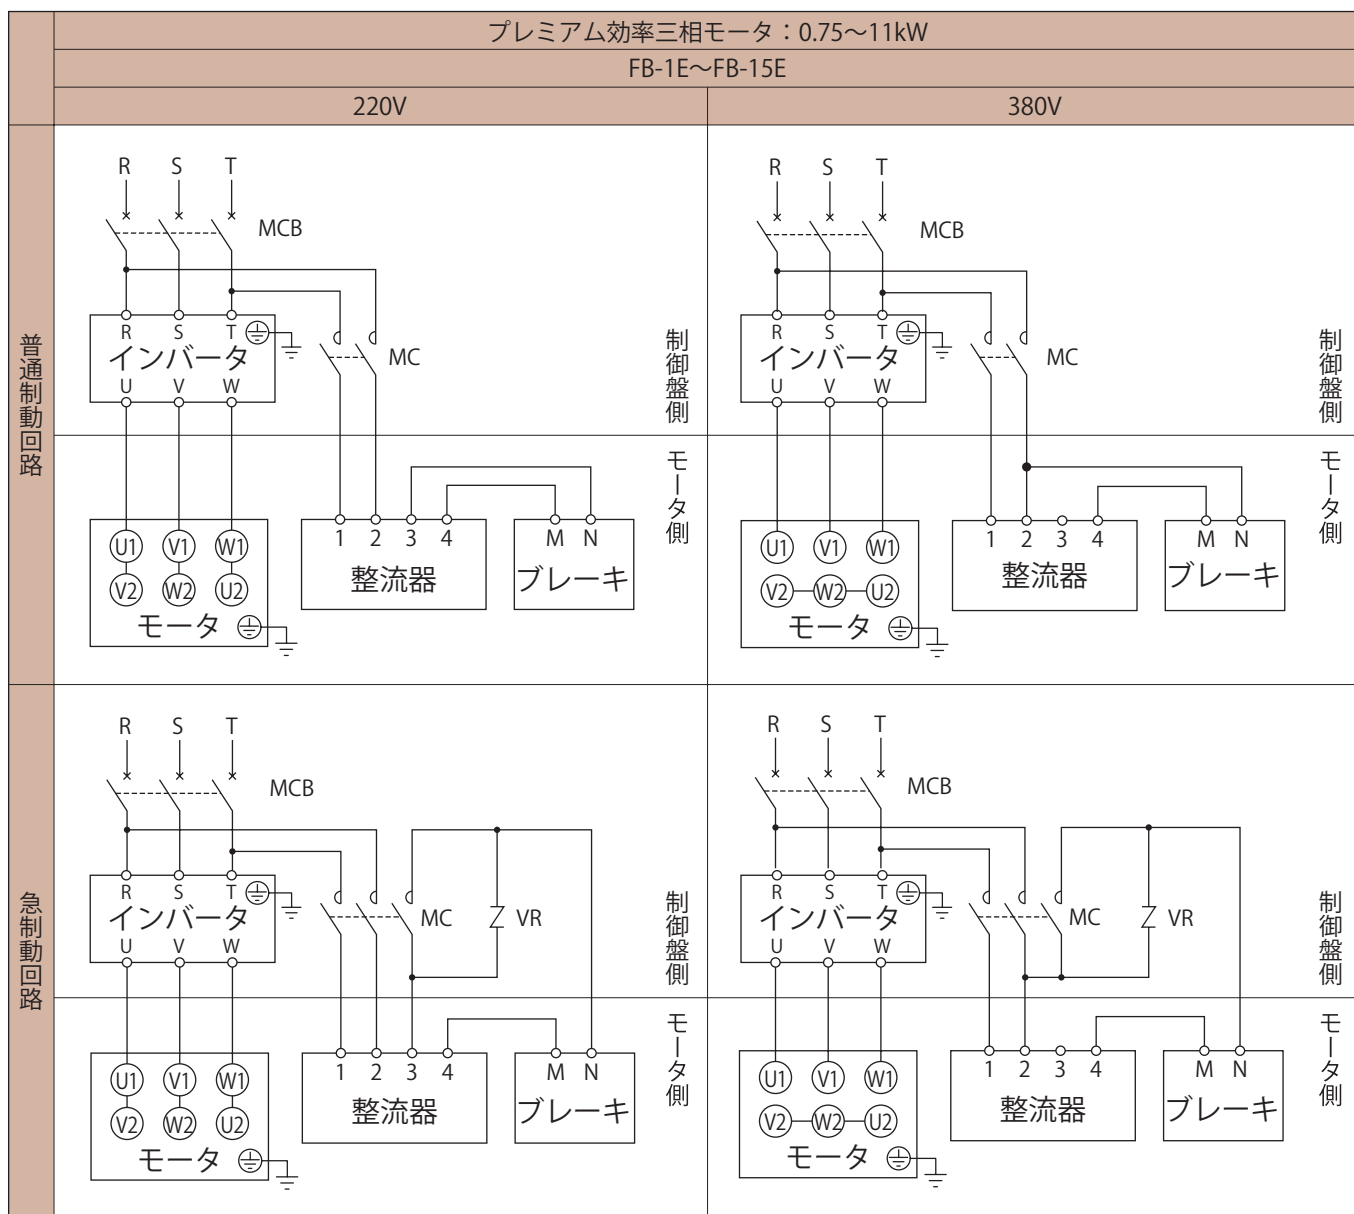 プレミアム効率三相モータ：0.75～11kW
FB-1E～FB-15E
220V 380V
普通制動回路
R S T
MCB
R S T
インバータ
U V W
MC
制御盤側
モータ側
U1 V1 W1
V2 W2 U2
モータ
1 2 3 4
整流器
M N
ブレーキ
R S T
MCB
R S T
インバータ
U V W
MC
制御盤側
モータ側
U1 V1 W1
V2 W2 U2
モータ
1 2 3 4
整流器
M N
ブレーキ
急制動回路
R S T
MCB
R S T
インバータ
U V W
MC
VR
制御盤側
モータ側
U1 V1 W1
V2 W2 U2
モータ
1 2 3 4
整流器
M N
ブレーキ
R S T
MCB
R S T
インバータ
U V W
MC
VR
制御盤側
モータ側
U1 V1 W1
V2 W2 U2
モータ
1 2 3 4
整流器
M N
ブレーキ